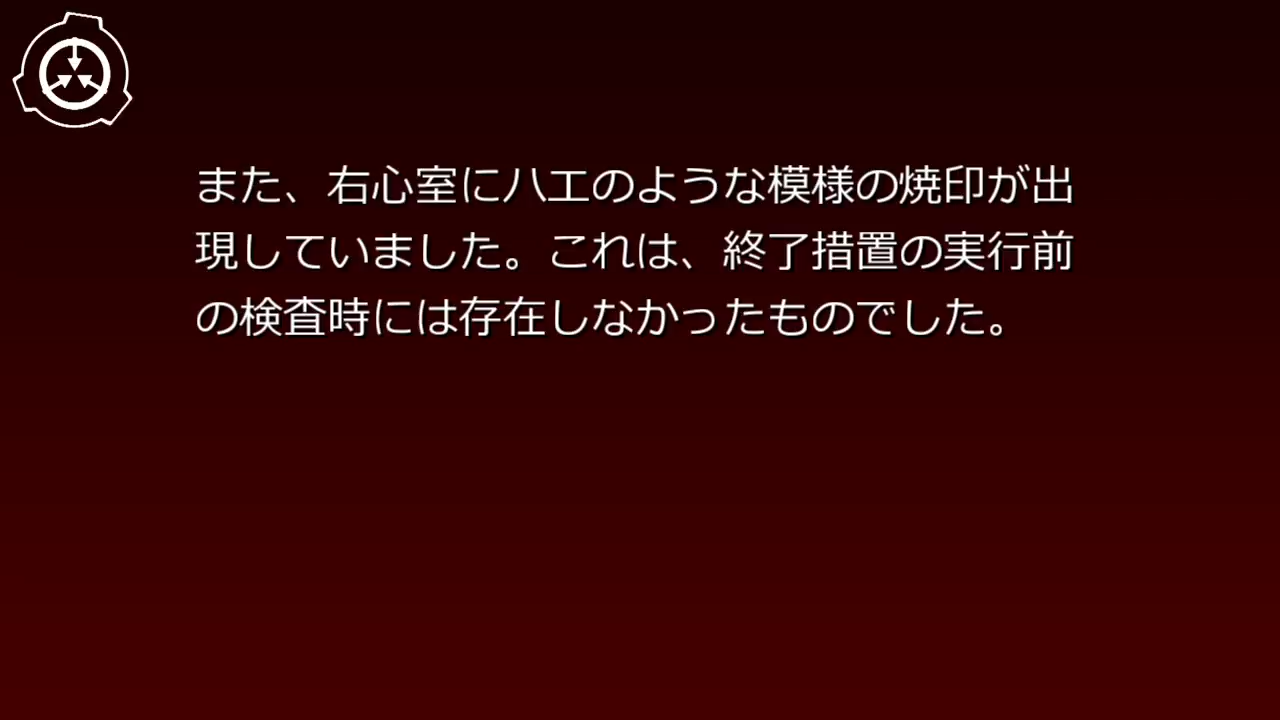 また、右心室にハエのような模様の焼印が出
現していました。これは、終了措置の実行前
の検査時には存在しなかったものでした。